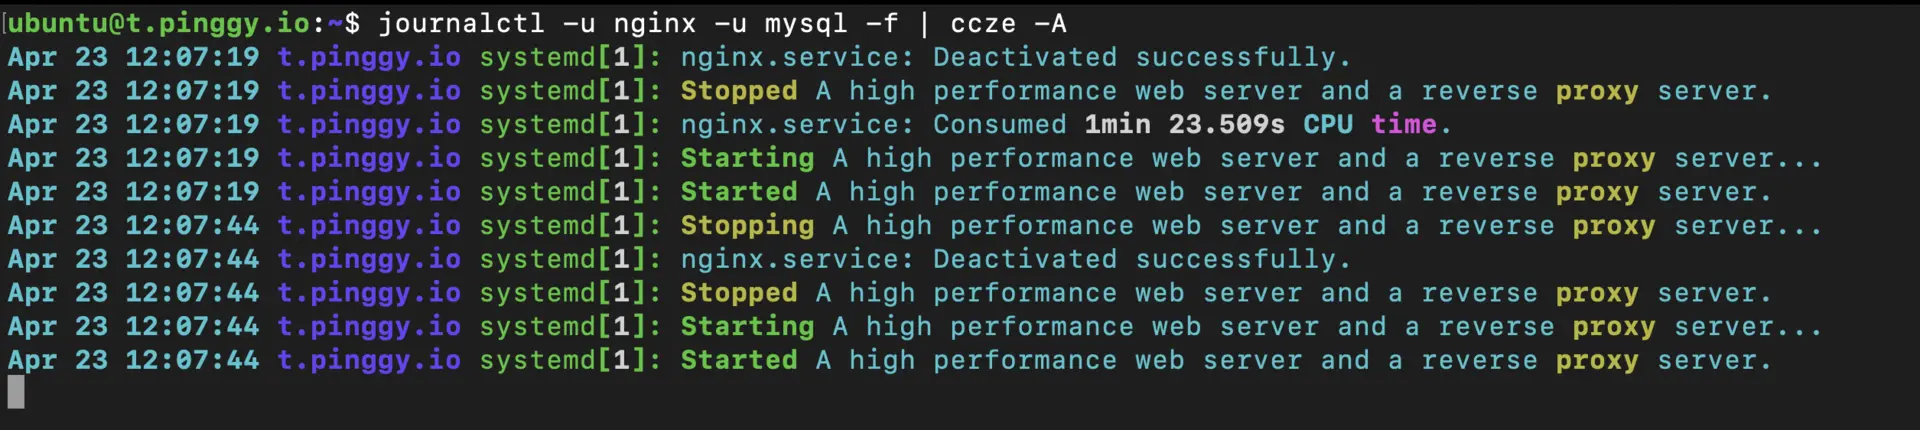 ubuntu@t.pinggy.io:~$ journalctl -u nginx -u mysql -f | ccze -A
Apr 23 12:07:19 t.pinggy.io systemd[1]: nginx.service: Deactivated successfully.
Apr 23 12:07:19 t.pinggy.io systemd[1]: Stopped A high performance web server and a reverse proxy server.
Apr 23 12:07:19 t.pinggy.io systemd[1]: nginx.service: Consumed 1min 23.509s CPU time.
Apr 23 12:07:19 t.pinggy.io systemd[1]: Starting A high performance web server and a reverse proxy server...
Apr 23 12:07:19 t.pinggy.io systemd[1]: Started A high performance web server and a reverse proxy server.
Apr 23 12:07:44 t.pinggy.io systemd[1]: Stopping A high performance web server and a reverse proxy server...
Apr 23 12:07:44 t.pinggy.io systemd[1]: nginx.service: Deactivated successfully.
Apr 23 12:07:44 t.pinggy.io systemd[1]: Stopped A high performance web server and a reverse proxy server.
Apr 23 12:07:44 t.pinggy.io systemd[1]: Starting A high performance web server and a reverse proxy server...
Apr 23 12:07:44 t.pinggy.io systemd[1]: Started A high performance web server and a reverse proxy server.